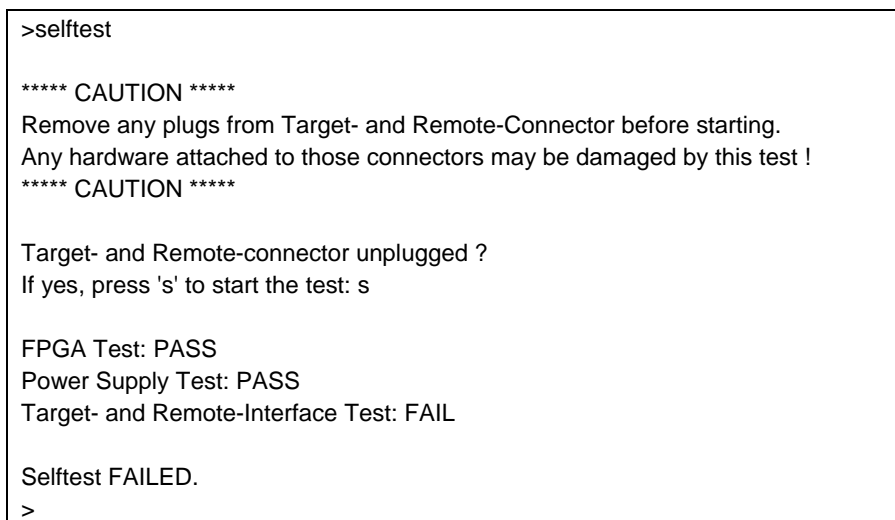 >selftest
***** CAUTION *****
Remove any plugs from Target- and Remote-Connector before starting.
Any hardware attached to those connectors may be damaged by this test !
***** CAUTION *****
Target- and Remote-connector unplugged ?
If yes, press 's' to start the test: s
FPGA Test: PASS
Power Supply Test: PASS
Target- and Remote-Interface Test: FAIL
Selftest FAILED.
>